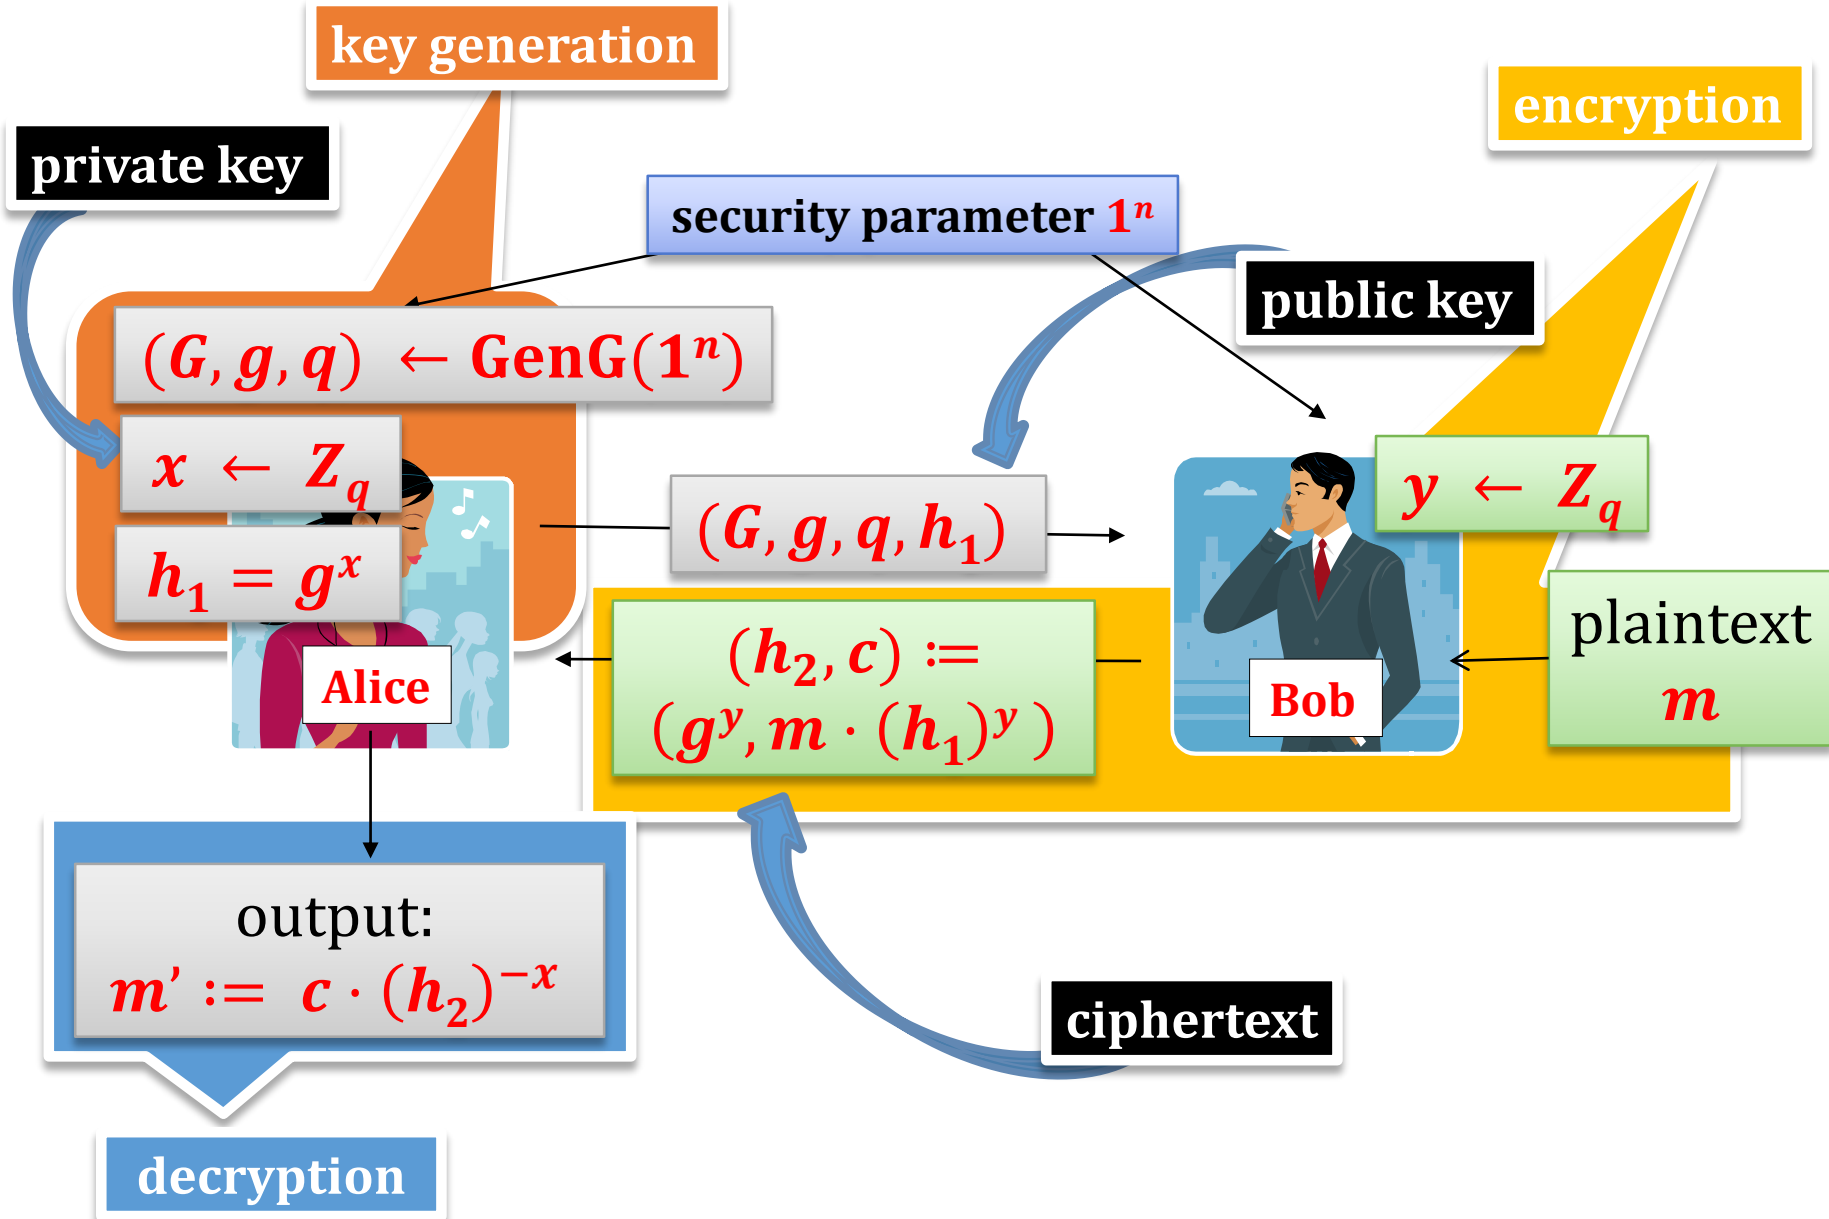 key generation
encryption
private key
security parameter 1ⁿ
public key
(G, g, q) ← GenG(1ⁿ)
x ← Z_q
y ← Z_q
(G, g, q, h₁)
h₁ = gˣ
plaintext
m
(h₂, c) :=
(g^y, m · (h₁)^y )
Alice
Bob
output:
m’ := c · (h₂)⁻ˣ
ciphertext
decryption